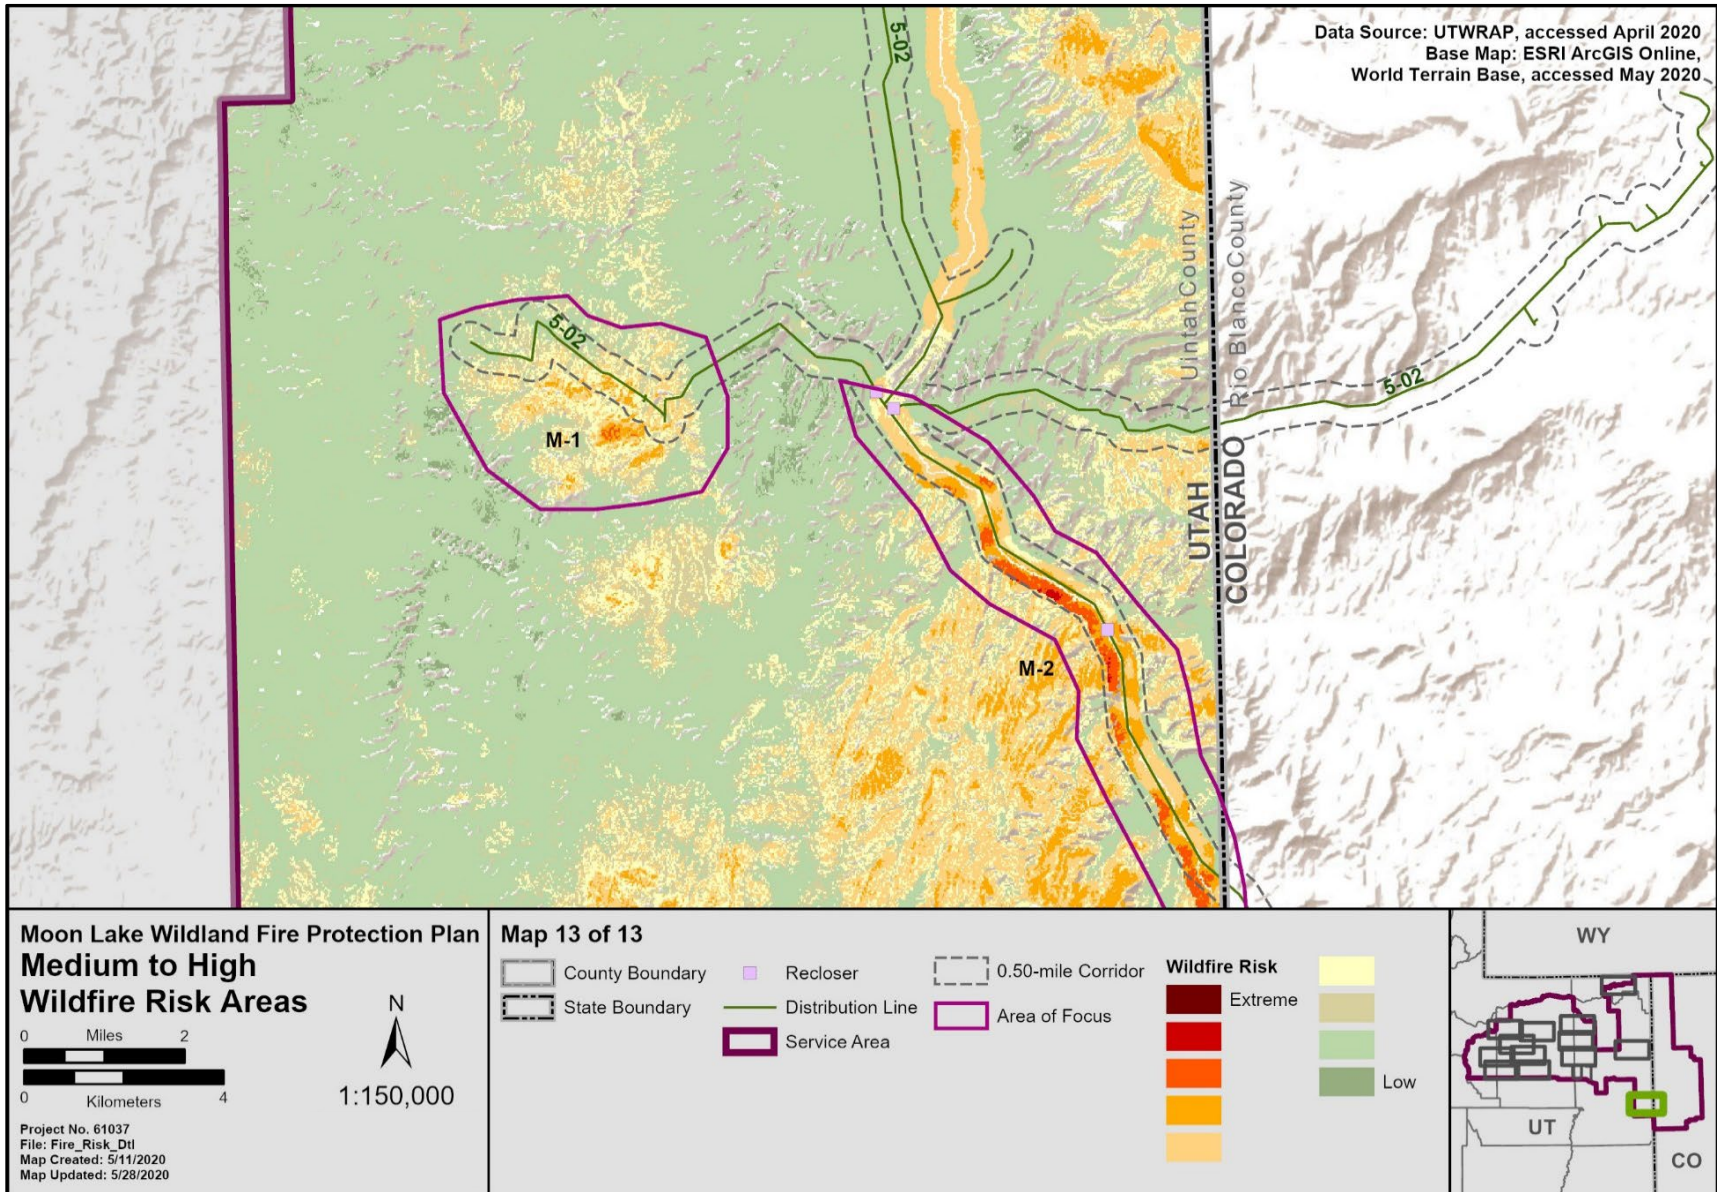 Data Source: UTWRAP, accessed April 2020
Base Map: ESRI ArcGIS Online,
World Terrain Base, accessed May 2020
5-02
Uintah County
Rio Blanco County
5-02
5-02
M-1
UTAH
COLORADO
M-2
Moon Lake Wildland Fire Protection Plan
Medium to High
Wildfire Risk Areas
0 Miles 2
0 Kilometers 4
N
1:150,000
Project No. 61037
File: Fire_Risk_Dtl
Map Created: 5/11/2020
Map Updated: 5/28/2020
Map 13 of 13
County Boundary
State Boundary
Recloser
Distribution Line
Service Area
0.50-mile Corridor
Area of Focus
Wildfire Risk
Extreme
Low
WY
UT
CO